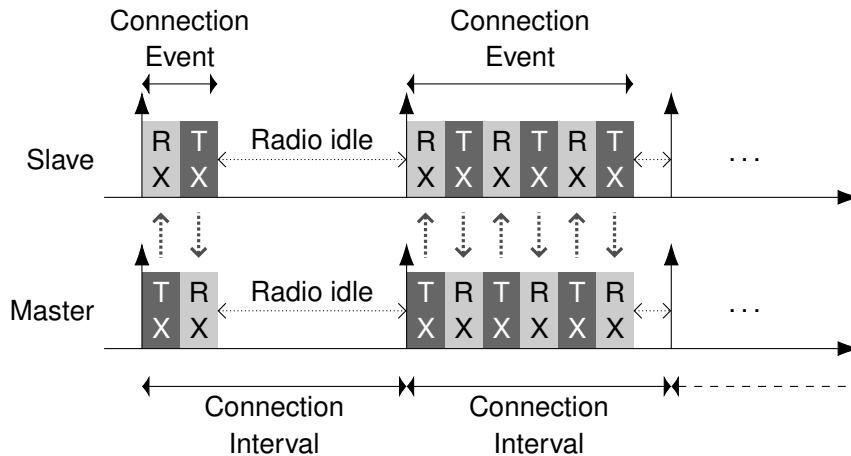 Connection
Event
Connection
Event
Slave
R
X
T
X
Radio idle
R
X
T
X
R
X
T
X
R
X
T
X
...
Master
T
X
R
X
Radio idle
T
X
R
X
T
X
R
X
T
X
R
X
...
Connection
Interval
Connection
Interval